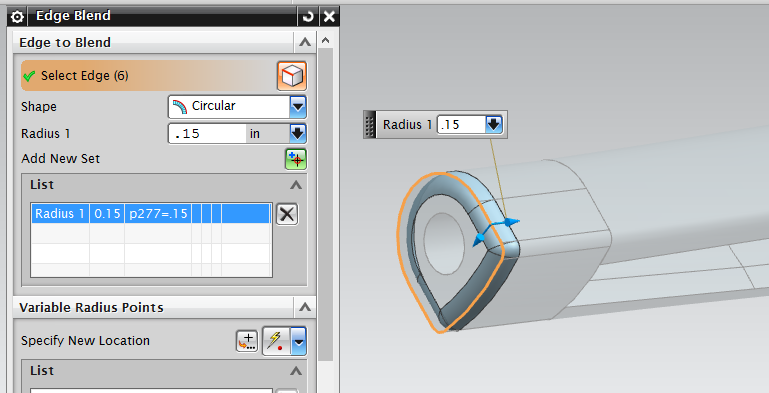 Edge Blend
Edge to Blend
Select Edge (6)
Shape Circular
Radius 1 .15 in
Add New Set
List
Radius 1 0.15 p277=.15
Variable Radius Points
Specify New Location
List
Radius 1 .15